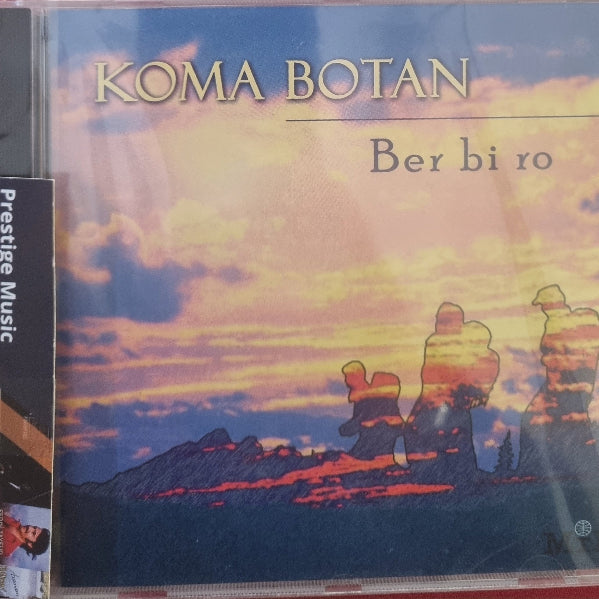 KOMA BOTAN
Ber bi ro
Prestige Music